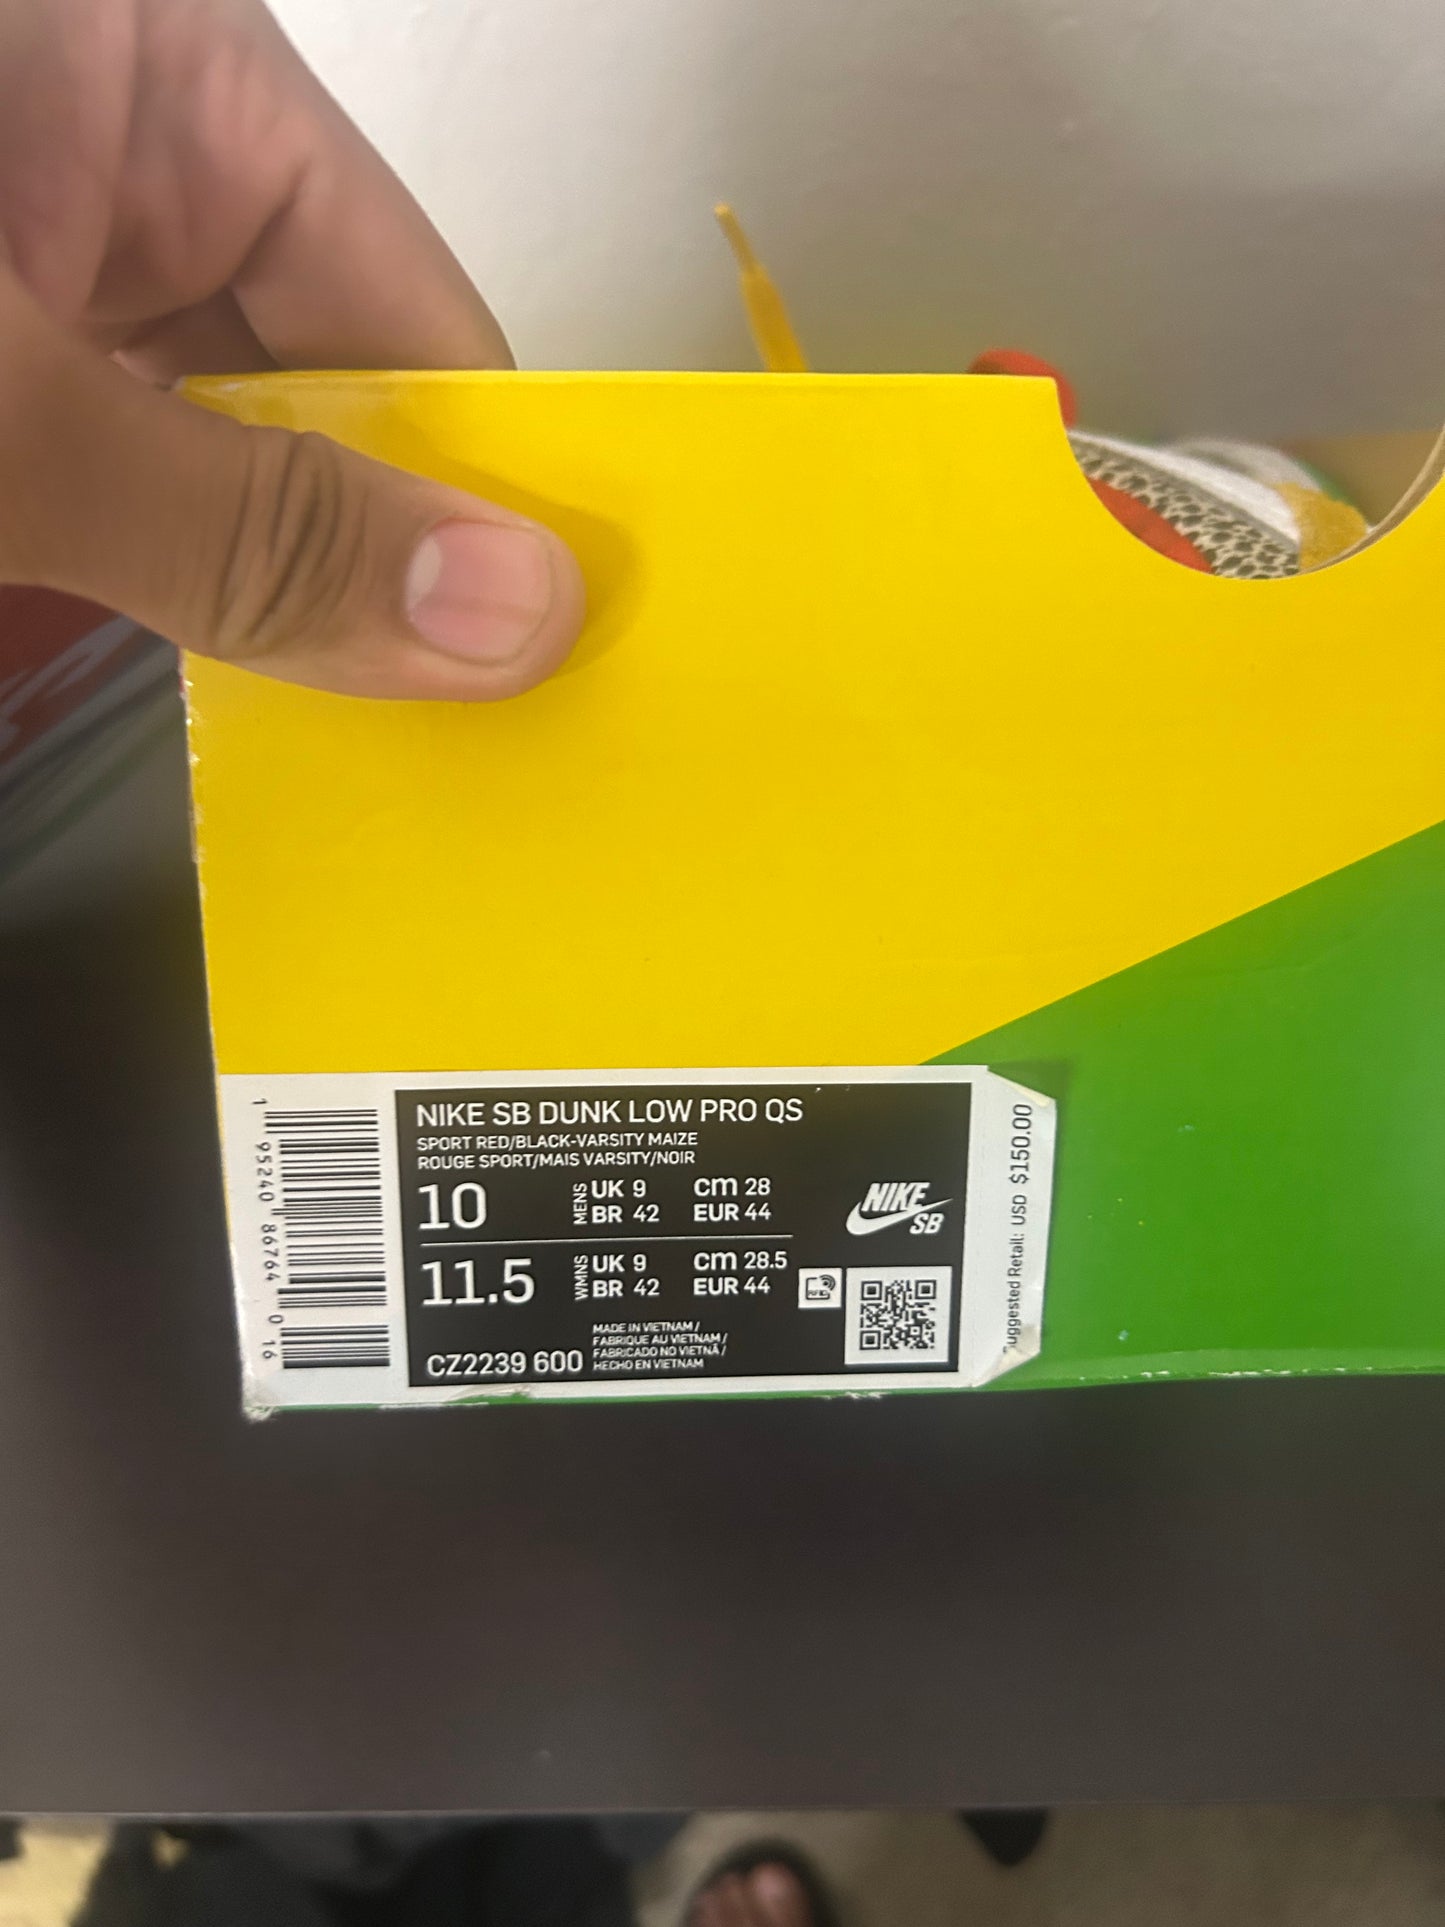 NIKE SB DUNK LOW PRO QS
SPORT RED/BLACK-VARSITY MAIZE
ROUGE SPORT/MAIS VARSITY/NOIR
10 MENS UK 9 cm 28
BR 42 EUR 44
11.5 WMNS UK 9 cm 28.5
BR 42 EUR 44
NIKE
SB
MADE IN VIETNAM /
FABRIQUE AU VIETNAM /
FABRICADO NO VIETNÃ /
HECHO EN VIETNAM
CZ2239 600
1 95240 86764 0 16
uggested Retail: USD $150.00